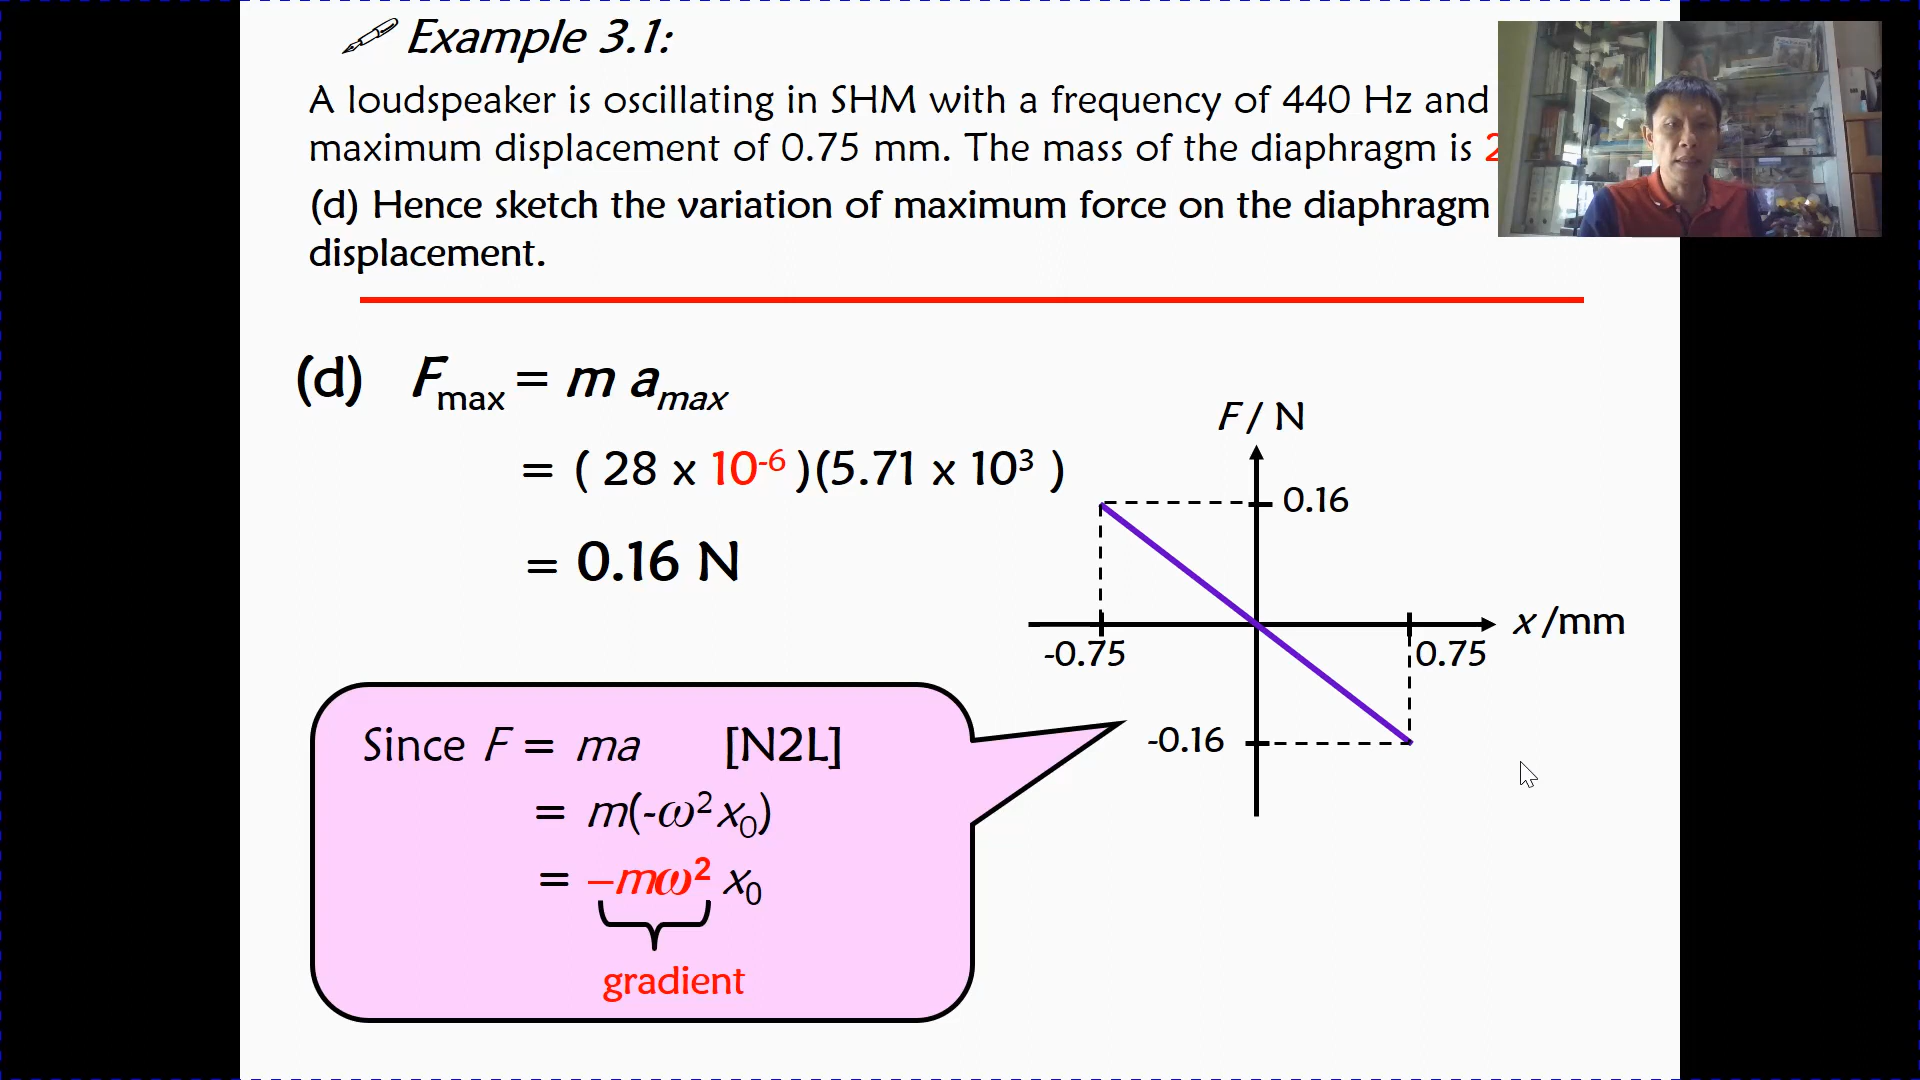 Example 3.1:
A loudspeaker is oscillating in SHM with a frequency of 440 Hz and
maximum displacement of 0.75 mm. The mass of the diaphragm is 2
(d) Hence sketch the variation of maximum force on the diaphragm
displacement.
(d) Fmax = m amax
= ( 28 x 10⁻⁶ )(5.71 x 10³ )
= 0.16 N
F / N
0.16
-0.75
0.75
x /mm
-0.16
Since F = ma [N2L]
= m(-ω²x₀)
= –mω² x₀
gradient